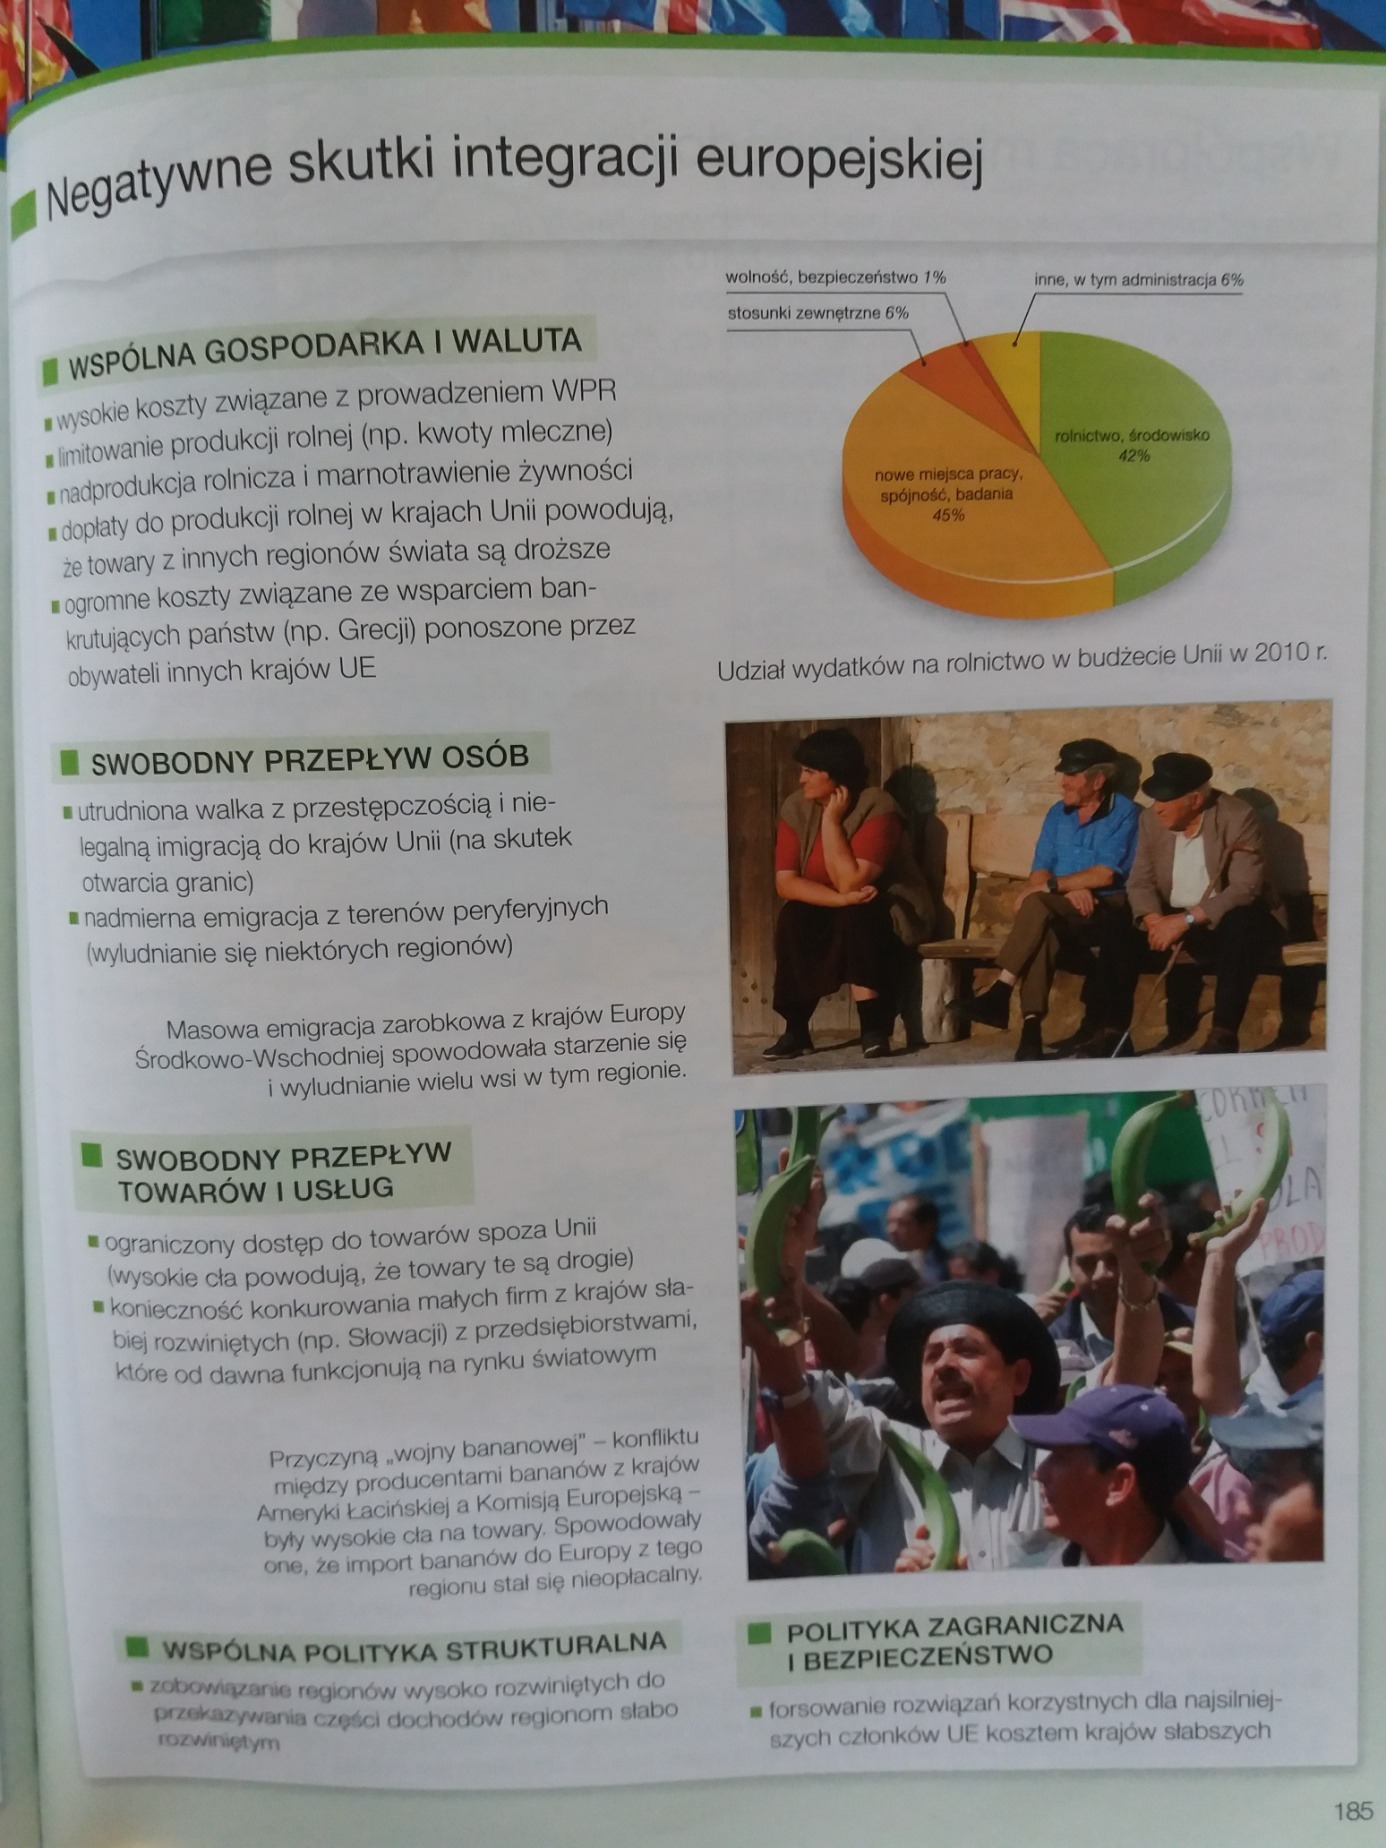 Negatywne skutki integracji europejskiej
WSPÓLNA GOSPODARKA I WALUTA
wysokie koszty związane z prowadzeniem WPR
limitowanie produkcji rolnej (np. kwoty mleczne)
nadprodukcja rolnicza i marnotrawienie żywności
dopłaty do produkcji rolnej w krajach Unii powodują,
że towary z innych regionów świata są droższe
ogromne koszty związane ze wsparciem ban-
krutujących państw (np. Grecji) ponoszone przez
obywateli innych krajów UE
wolność, bezpieczeństwo 1%
inne, w tym administracja 6%
stosunki zewnętrzne 6%
rolnictwo, środowisko
42%
nowe miejsca pracy,
spójność, badania
45%
Udział wydatków na rolnictwo w budżecie Unii w 2010 r.
SWOBODNY PRZEPŁYW OSÓB
utrudniona walka z przestępczością i nie-
legalną imigracją do krajów Unii (na skutek
otwarcia granic)
nadmierna emigracja z terenów peryferyjnych
(wyludnianie się niektórych regionów)
Masowa emigracja zarobkowa z krajów Europy
Środkowo-Wschodniej spowodowała starzenie się
i wyludnianie wielu wsi w tym regionie.
SWOBODNY PRZEPŁYW
TOWARÓW I USŁUG
ograniczony dostęp do towarów spoza Unii
(wysokie cła powodują, że towary te są drogie)
konieczność konkurowania małych firm z krajów sła-
biej rozwiniętych (np. Słowacji) z przedsiębiorstwami,
które od dawna funkcjonują na rynku światowym
Przyczyną „wojny bananowej" – konfliktu
między producentami bananów z krajów
Ameryki Łacińskiej a Komisją Europejską –
były wysokie cła na towary. Spowodowały
one, że import bananów do Europy z tego
regionu stał się nieopłacalny.
WSPÓLNA POLITYKA STRUKTURALNA
zobowiązanie regionów wysoko rozwiniętych do
przekazywania części dochodów regionom słabo
rozwiniętym
POLITYKA ZAGRANICZNA
I BEZPIECZEŃSTWO
forsowanie rozwiązań korzystnych dla najsilniej-
szych członków UE kosztem krajów słabszych
185